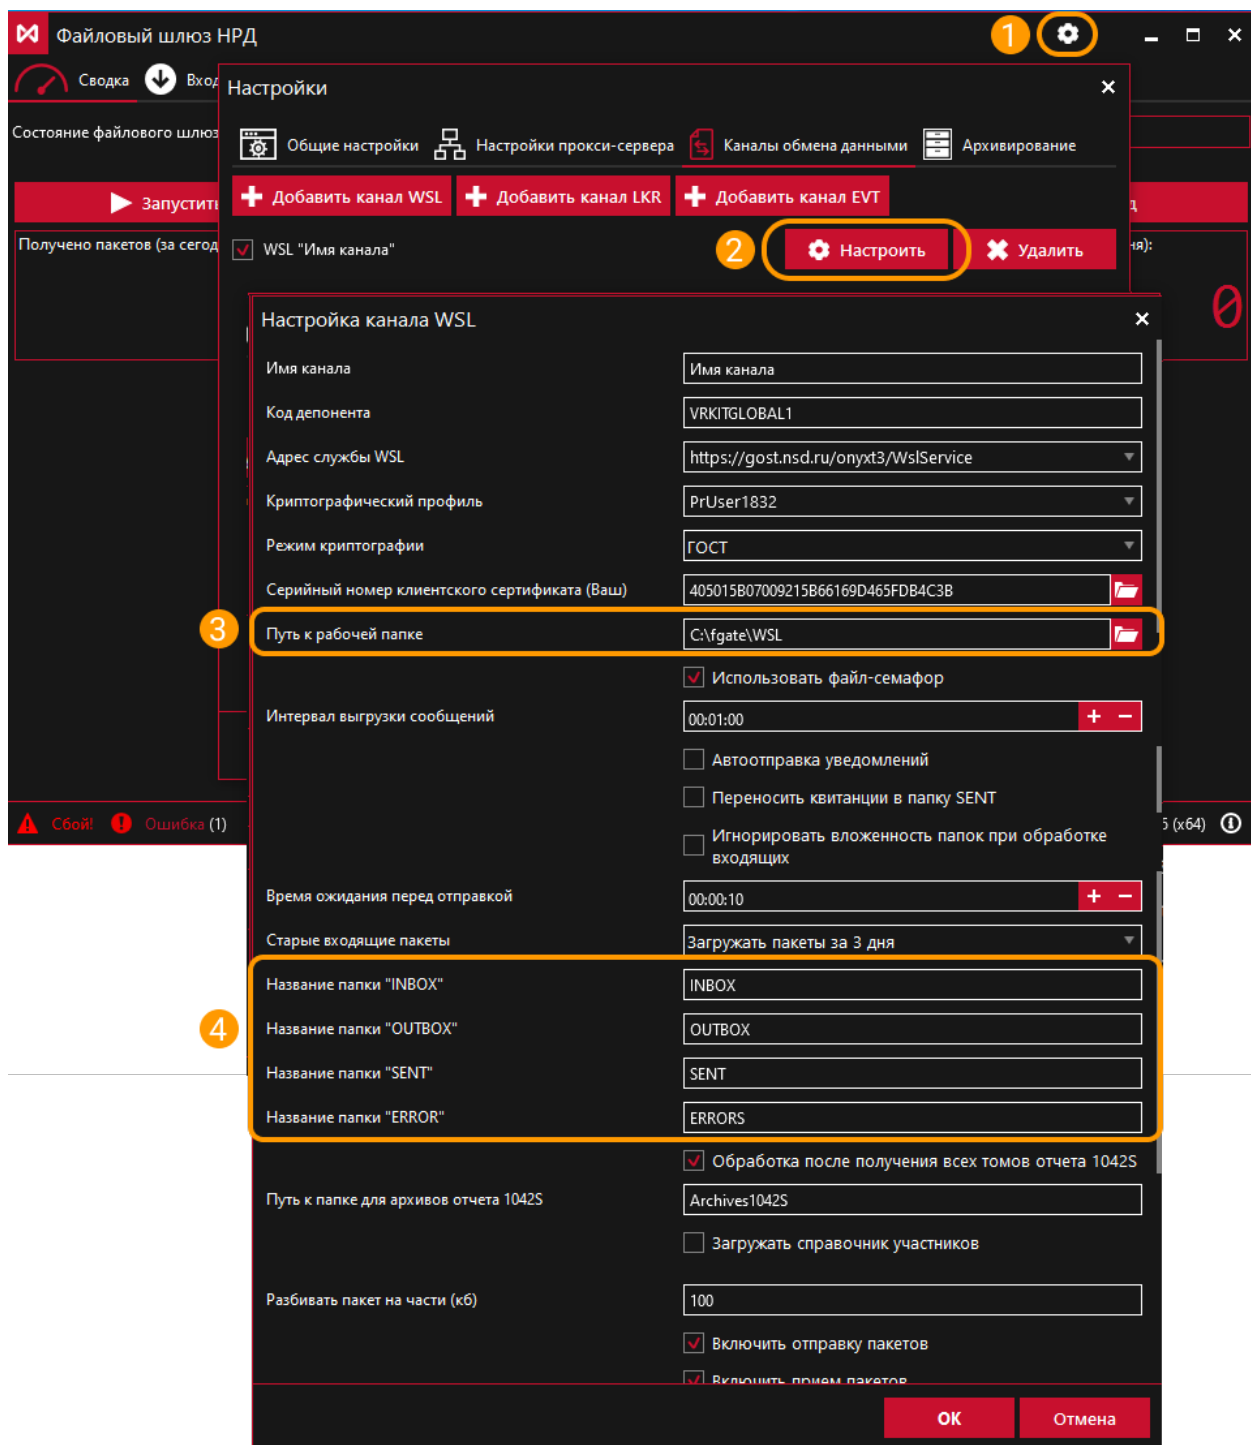 Файловый шлюз НРД
1
Сводка
Вход
Настройки
Состояние файлового шлюз
Общие настройки
Настройки прокси-сервера
Каналы обмена данными
Архивирование
Запустить
Добавить канал WSL
Добавить канал LKR
Добавить канал EVT
д
Получено пакетов (за сегод
WSL "Имя канала"
2
Настроить
Удалить
ня):
0
Настройка канала WSL
Имя канала
Имя канала
Код депонента
VRKITGLOBAL1
Адрес службы WSL
https://gost.nsd.ru/onyxt3/WslService
Криптографический профиль
PrUser1832
Режим криптографии
ГОСТ
Серийный номер клиентского сертификата (Ваш)
405015B07009215B66169D465FDB4C3B
3
Путь к рабочей папке
C:\fgate\WSL
Использовать файл-семафор
Интервал выгрузки сообщений
00:01:00
Автоотправка уведомлений
Переносить квитанции в папку SENT
Сбой!
Ошибка (1)
Игнорировать вложенность папок при обработке
входящих
(x64)
Время ожидания перед отправкой
00:00:10
Старые входящие пакеты
Загружать пакеты за 3 дня
Название папки "INBOX"
INBOX
4
Название папки "OUTBOX"
OUTBOX
Название папки "SENT"
SENT
Название папки "ERROR"
ERRORS
Обработка после получения всех томов отчета 1042S
Путь к папке для архивов отчета 1042S
Archives1042S
Загружать справочник участников
Разбивать пакет на части (кб)
100
Включить отправку пакетов
Включить прием пакетов
ОК
Отмена